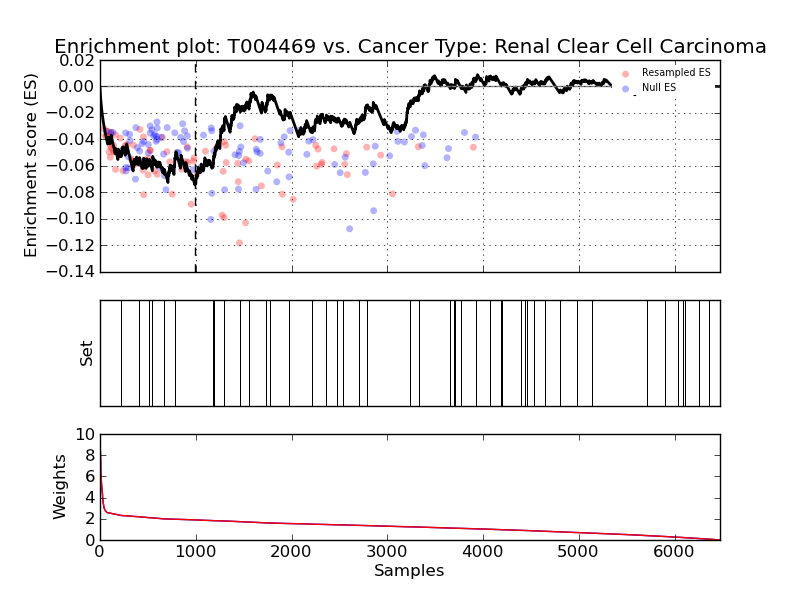 Enrichment plot: T004469 vs. Cancer Type: Renal Clear Cell Carcinoma
0.02
0.00
−0.02
−0.04
−0.06
−0.08
−0.10
−0.12
−0.14
Enrichment score (ES)
Resampled ES
Null ES
Set
10
8
6
4
2
0
Weights
0 1000 2000 3000 4000 5000 6000
Samples